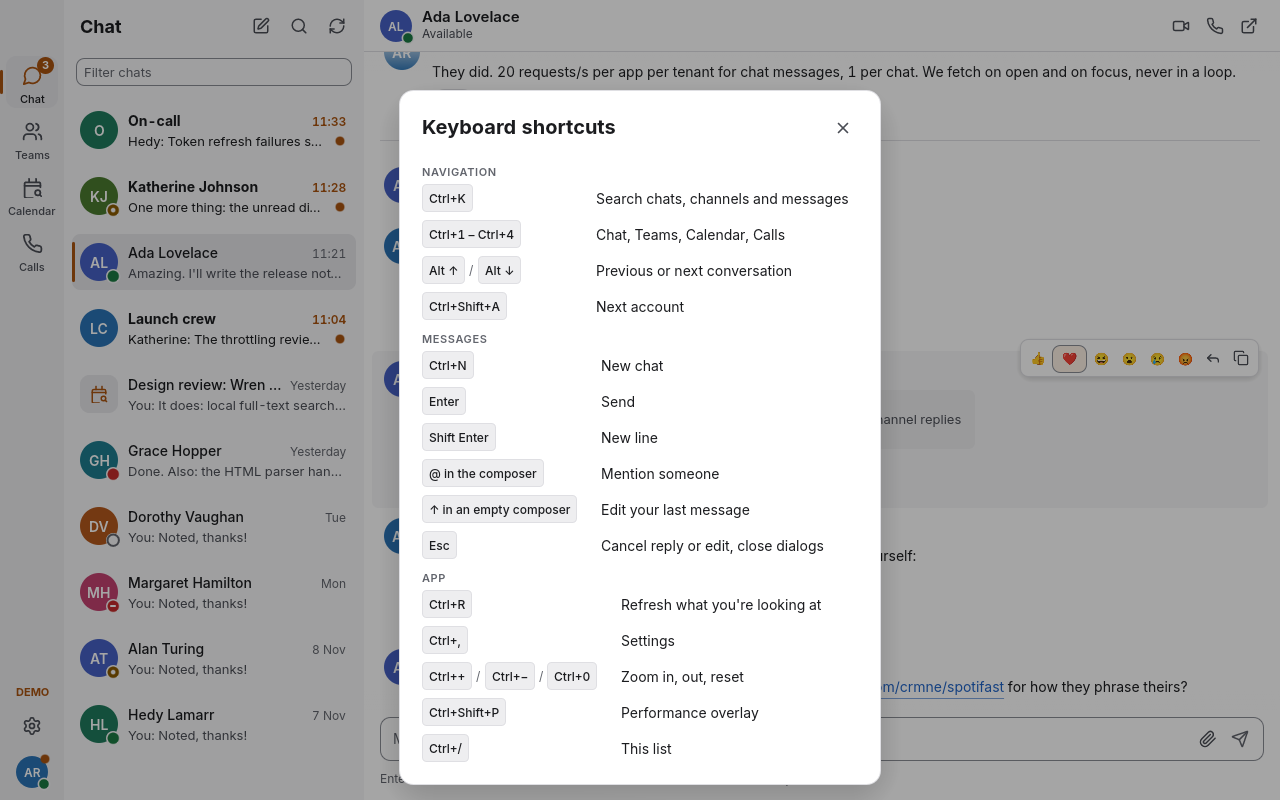 Chat
3
Chat
Teams
Calendar
Calls
DEMO
AR
Filter chats
O
On-call
11:33
Hedy: Token refresh failures s...
KJ
Katherine Johnson
11:28
One more thing: the unread di...
AL
Ada Lovelace
11:21
Amazing. I'll write the release not...
LC
Launch crew
11:04
Katherine: The throttling revie...
Design review: Wren ...
Yesterday
You: It does: local full-text search...
GH
Grace Hopper
Yesterday
Done. Also: the HTML parser han...
DV
Dorothy Vaughan
Tue
You: Noted, thanks!
MH
Margaret Hamilton
Mon
You: Noted, thanks!
AT
Alan Turing
8 Nov
You: Noted, thanks!
HL
Hedy Lamarr
7 Nov
You: Noted, thanks!
AL
Ada Lovelace
Available
AR
They did. 20 requests/s per app per tenant for chat messages, 1 per chat. We fetch on open and on focus, never in a loop.
Keyboard shortcuts
NAVIGATION
Ctrl+K Search chats, channels and messages
Ctrl+1 – Ctrl+4 Chat, Teams, Calendar, Calls
Alt ↑ / Alt ↓ Previous or next conversation
Ctrl+Shift+A Next account
MESSAGES
Ctrl+N New chat
Enter Send
Shift Enter New line
@ in the composer Mention someone
↑ in an empty composer Edit your last message
Esc Cancel reply or edit, close dialogs
APP
Ctrl+R Refresh what you're looking at
Ctrl+, Settings
Ctrl++ / Ctrl+− / Ctrl+0 Zoom in, out, reset
Ctrl+Shift+P Performance overlay
Ctrl+/ This list
replies
for how they phrase theirs?